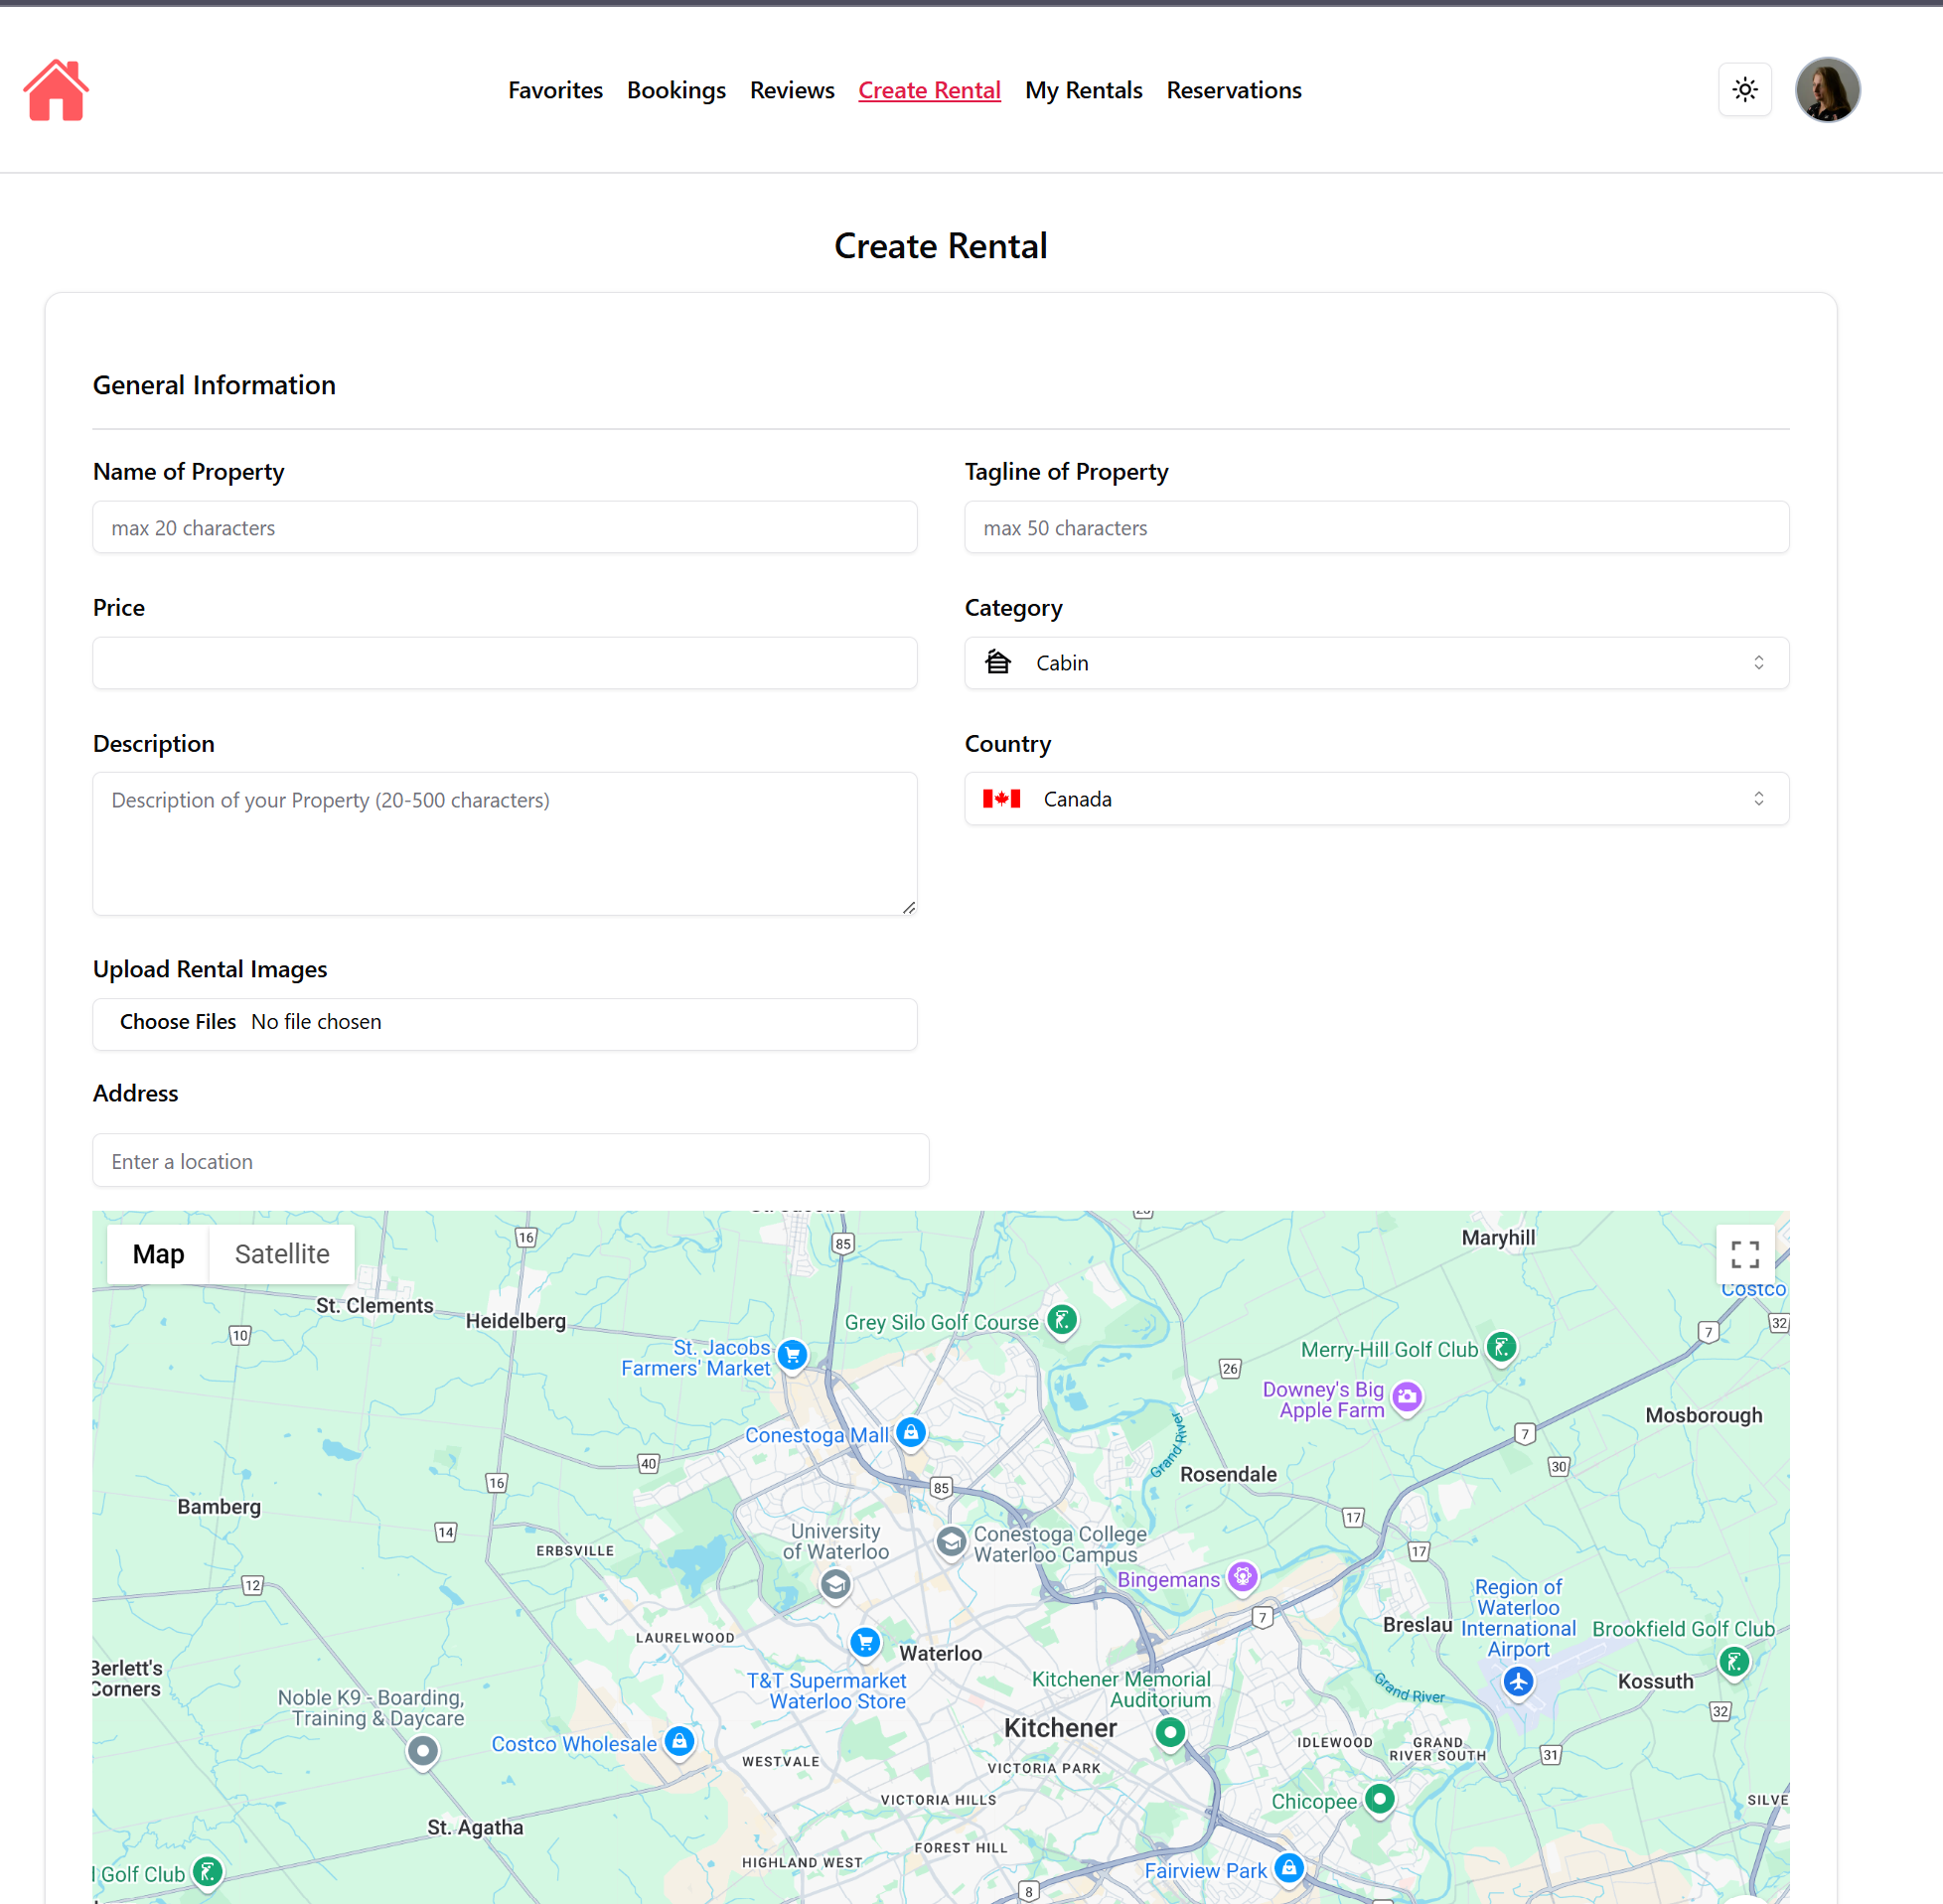 Favorites Bookings Reviews Create Rental My Rentals Reservations
Create Rental
General Information
Name of Property
max 20 characters
Tagline of Property
max 50 characters
Price
Category
Cabin
Description
Description of your Property (20-500 characters)
Country
Canada
Upload Rental Images
Choose Files No file chosen
Address
Enter a location
Map Satellite
16
85
Maryhill
Costco
St. Clements
Heidelberg
10
Grey Silo Golf Course
7
32
St. Jacobs
Farmers' Market
Merry-Hill Golf Club
26
Downey's Big
Apple Farm
Mosborough
Conestoga Mall
7
Grand River
40
30
16
85
Rosendale
Bamberg
14
17
University
of Waterloo
Conestoga College
Waterloo Campus
ERBSVILLE
17
Bingemans
12
7
Region of
Waterloo
International
Airport
Breslau
Brookfield Golf Club
LAURELWOOD
Waterloo
Berlett's
Corners
T&T Supermarket
Waterloo Store
Kitchener Memorial
Auditorium
Grand River
Kossuth
Noble K9 - Boarding,
Training & Daycare
32
Kitchener
Costco Wholesale
IDLEWOOD
GRAND
RIVER SOUTH
31
WESTVALE
VICTORIA PARK
VICTORIA HILLS
Chicopee
SILVE
St. Agatha
FOREST HILL
HIGHLAND WEST
l Golf Club
Fairview Park
8